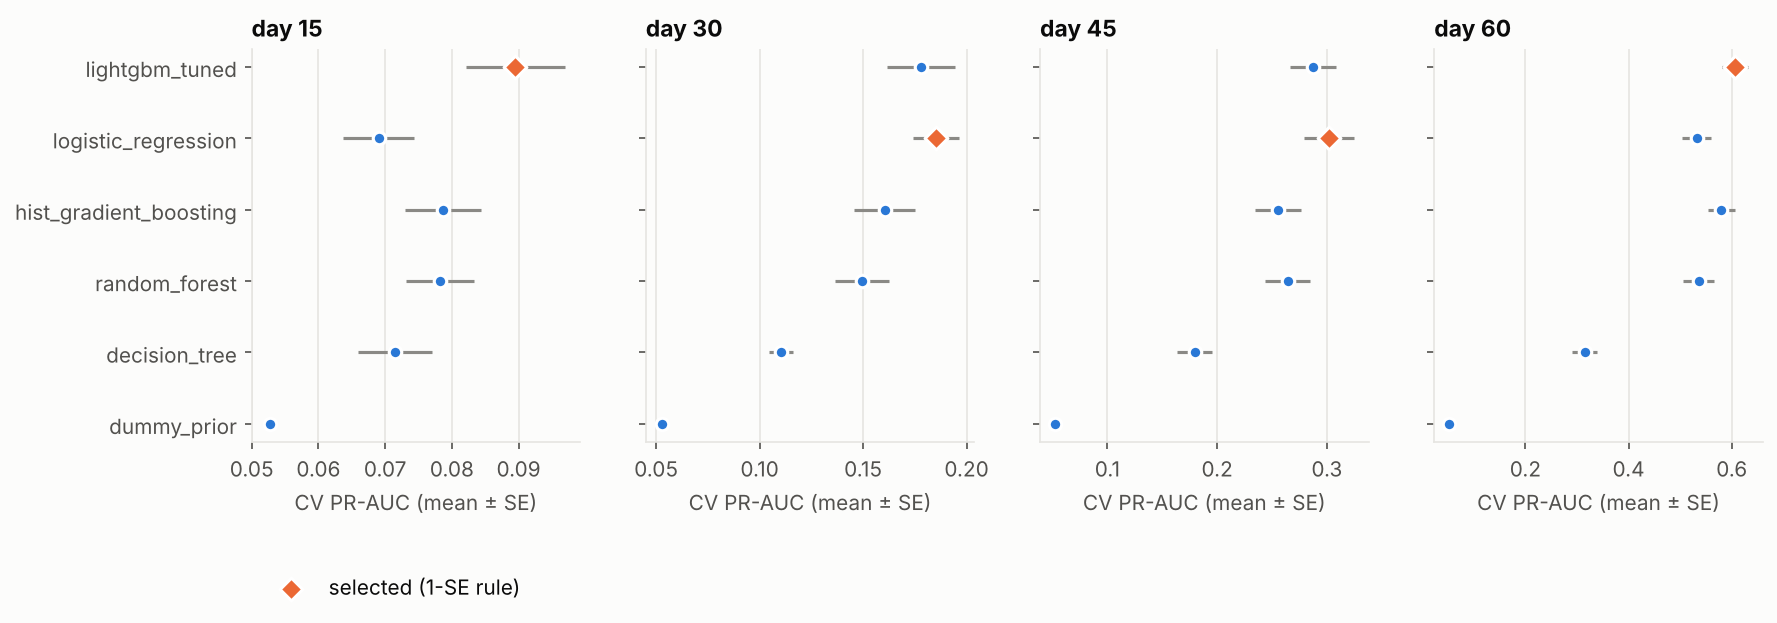 day 15
day 30
day 45
day 60
lightgbm_tuned
logistic_regression
hist_gradient_boosting
random_forest
decision_tree
dummy_prior
0.05 0.06 0.07 0.08 0.09
0.05 0.10 0.15 0.20
0.1 0.2 0.3
0.2 0.4 0.6
CV PR-AUC (mean ± SE)
CV PR-AUC (mean ± SE)
CV PR-AUC (mean ± SE)
CV PR-AUC (mean ± SE)
selected (1-SE rule)